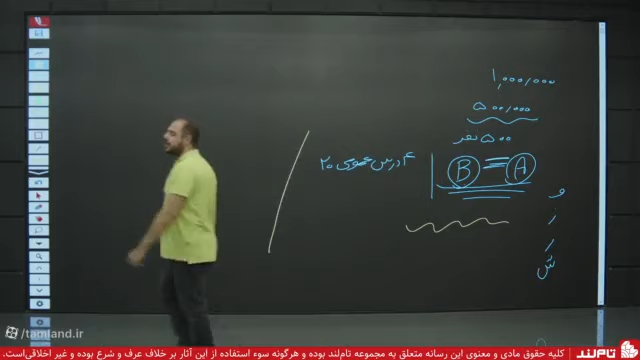 ۱,۰۰۰/۰۰۰
۵۰۰/۰۰۰
۵۰۰ نفر
B = A
۴ درس عمومی ۲۰
و
ز
ر
ش
tamland.ir
تاملند | کلیه حقوق مادی و معنوی این رسانه متعلق به مجموعه تاملند بوده و هرگونه سوء استفاده از این آثار بر خلاف عرف و شرع بوده و غیر اخلاقی‌است.